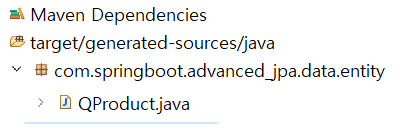 Maven Dependencies
target/generated-sources/java
com.springboot.advanced_jpa.data.entity
QProduct.java